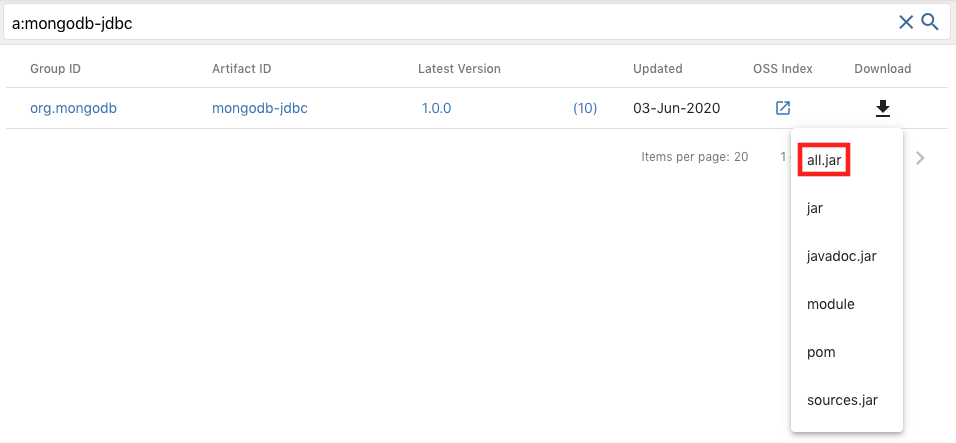 a:mongodb-jdbc
Group ID Artifact ID Latest Version Updated OSS Index Download
org.mongodb mongodb-jdbc 1.0.0 (10) 03-Jun-2020
Items per page: 20 1
all.jar
jar
javadoc.jar
module
pom
sources.jar